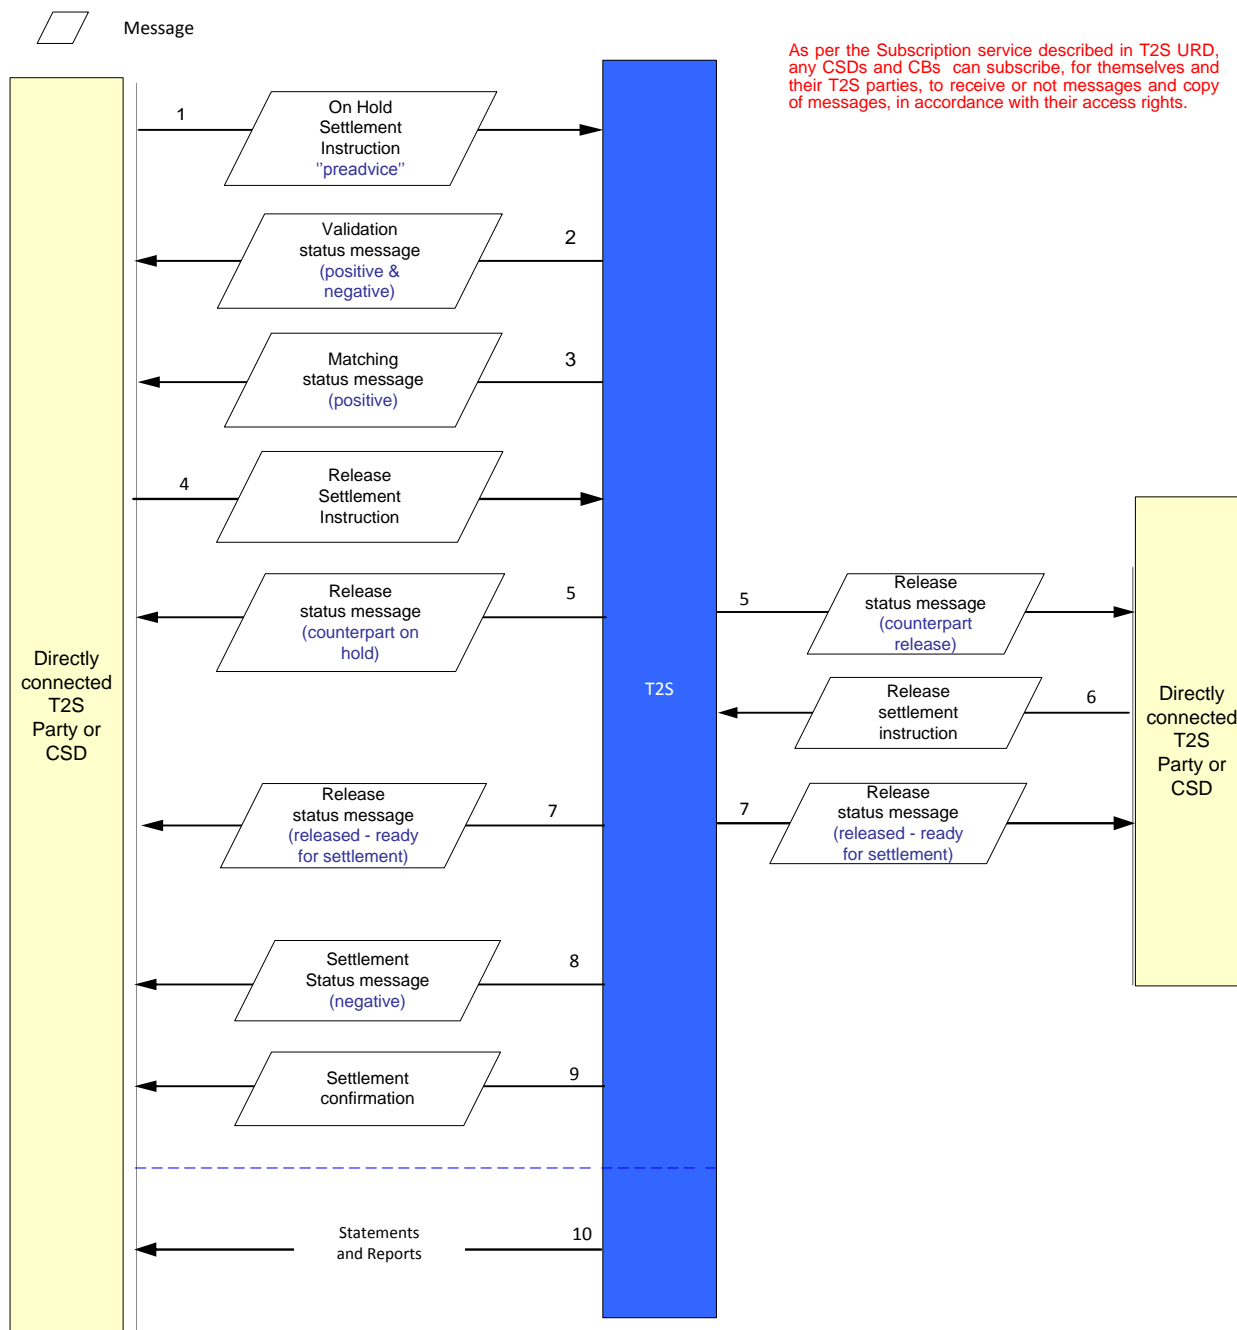 Message
As per the Subscription service described in T2S URD,
any CSDs and CBs can subscribe, for themselves and
their T2S parties, to receive or not messages and copy
of messages, in accordance with their access rights.
1
On Hold
Settlement
Instruction
"preadvice"
2
Validation
status message
(positive &
negative)
3
Matching
status message
(positive)
4
Release
Settlement
Instruction
5
Release
status message
(counterpart on
hold)
5
Release
status message
(counterpart
release)
Directly
connected
T2S
Party or
CSD
T2S
6
Release
settlement
instruction
Directly
connected
T2S
Party or
CSD
7
Release
status message
(released - ready
for settlement)
7
Release
status message
(released - ready
for settlement)
8
Settlement
Status message
(negative)
9
Settlement
confirmation
10
Statements
and Reports